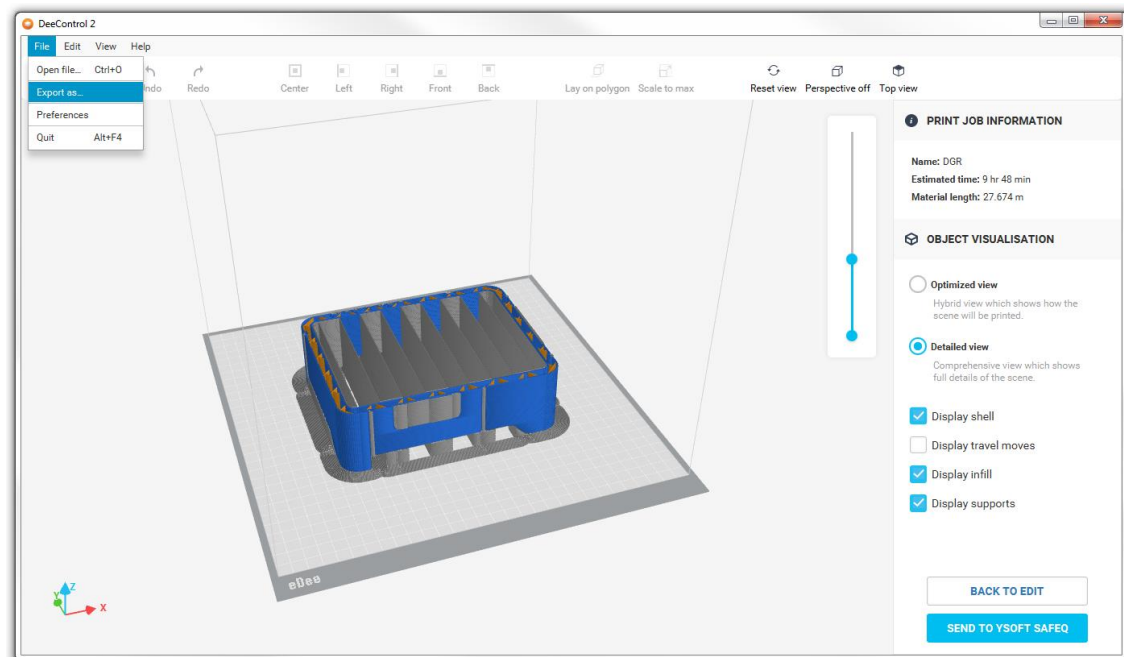 DeeControl 2
File Edit View Help
Open file... Ctrl+O
Export as...
Preferences
Quit Alt+F4
ndo Redo Center Left Right Front Back Lay on polygon Scale to max Reset view Perspective off Top view
PRINT JOB INFORMATION
Name: DGR
Estimated time: 9 hr 48 min
Material length: 27.674 m
OBJECT VISUALISATION
Optimized view
Hybrid view which shows how the
scene will be printed.
Detailed view
Comprehensive view which shows
full details of the scene.
Display shell
Display travel moves
Display infill
Display supports
BACK TO EDIT
SEND TO YSOFT SAFEQ
eDee
Z
Y
X